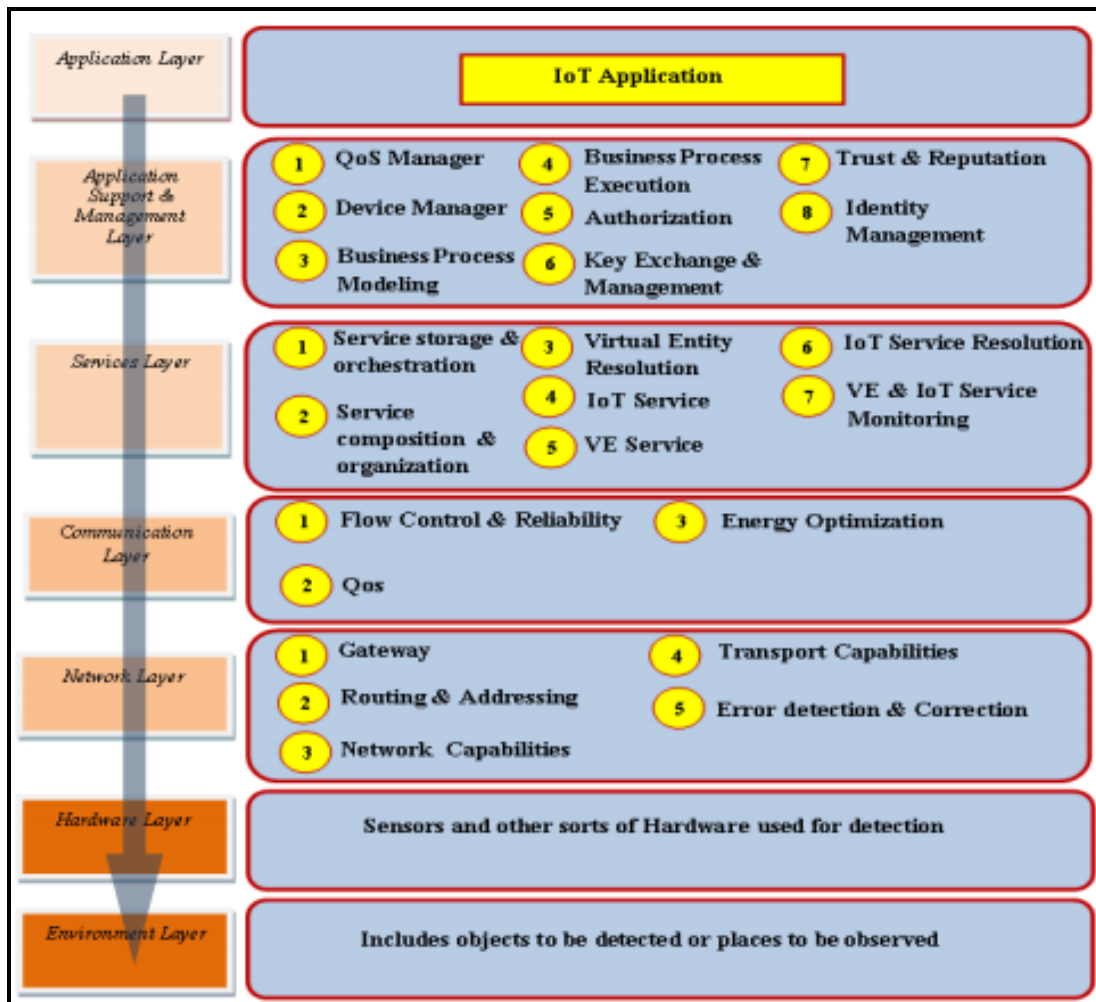 Application Layer
IoT Application
Application
Support &
Management
Layer
1 QoS Manager
2 Device Manager
3 Business Process
Modeling
4 Business Process
Execution
5 Authorization
6 Key Exchange &
Management
7 Trust & Reputation
8 Identity
Management
Services Layer
1 Service storage &
orchestration
2 Service
composition &
organization
3 Virtual Entity
Resolution
4 IoT Service
5 VE Service
6 IoT Service Resolution
7 VE & IoT Service
Monitoring
Communication
Layer
1 Flow Control & Reliability
2 Qos
3 Energy Optimization
Network Layer
1 Gateway
2 Routing & Addressing
3 Network Capabilities
4 Transport Capabilities
5 Error detection & Correction
Hardware Layer
Sensors and other sorts of Hardware used for detection
Environment Layer
Includes objects to be detected or places to be observed